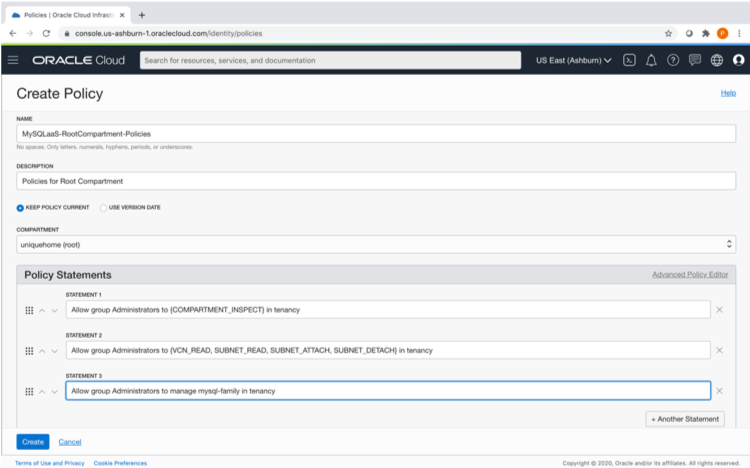 Policies | Oracle Cloud Infrastr
console.us-ashburn-1.oraclecloud.com/identity/policies
P
ORACLE Cloud
Search for resources, services, and documentation
US East (Ashburn)
Create Policy
Help
NAME
MySQLaaS-RootCompartment-Policies
No spaces. Only letters, numerals, hyphens, periods, or underscores.
DESCRIPTION
Policies for Root Compartment
KEEP POLICY CURRENT USE VERSION DATE
COMPARTMENT
uniquehome (root)
Policy Statements
Advanced Policy Editor
STATEMENT 1
Allow group Administrators to {COMPARTMENT_INSPECT} in tenancy
STATEMENT 2
Allow group Administrators to {VCN_READ, SUBNET_READ, SUBNET_ATTACH, SUBNET_DETACH} in tenancy
STATEMENT 3
Allow group Administrators to manage mysql-family in tenancy
+ Another Statement
Create Cancel
Terms of Use and Privacy Cookie Preferences
Copyright © 2020, Oracle and/or its affiliates. All rights reserved.